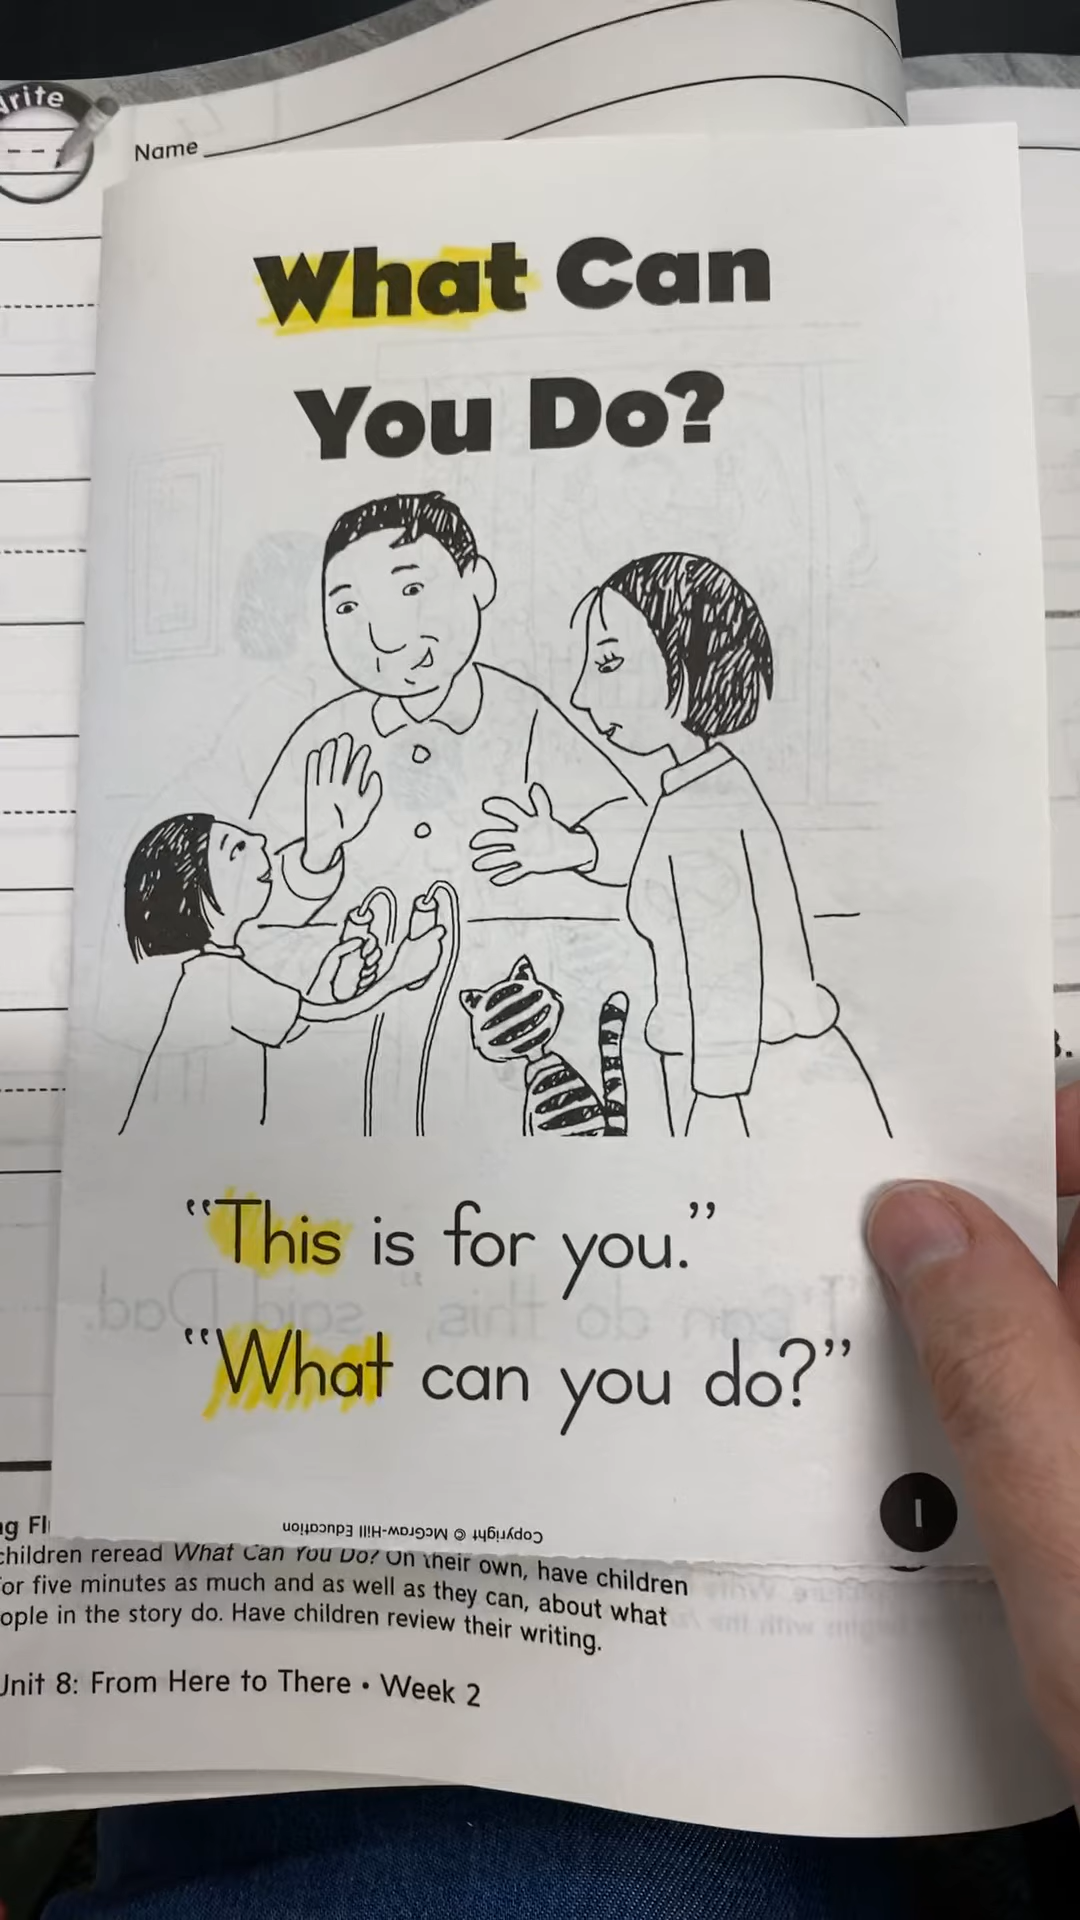 Write
Name
What Can
You Do?
"This is for you."
"What can you do?"
1
Copyright © McGraw-Hill Education
children reread What Can You Do? On their own, have children
for five minutes as much and as well as they can, about what
people in the story do. Have children review their writing.
Unit 8: From Here to There • Week 2